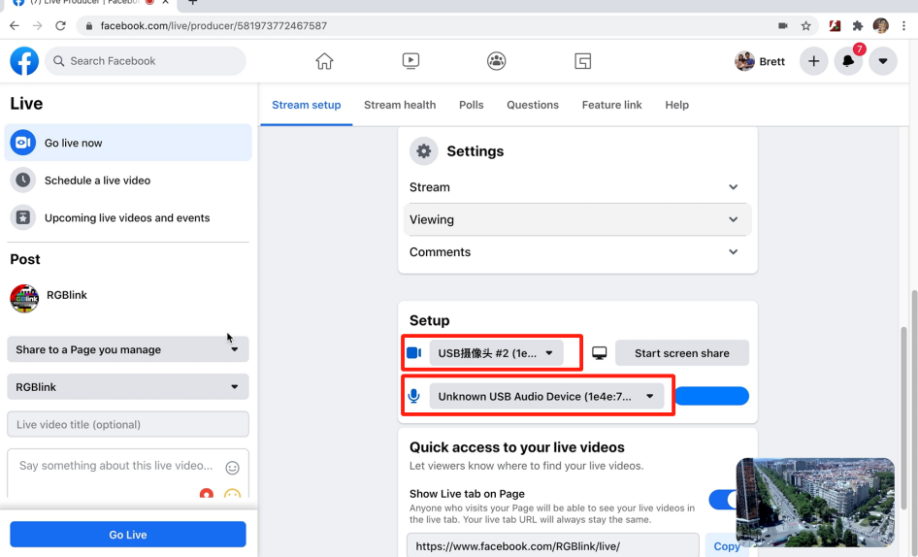 (7) Live Producer | Facebo
facebook.com/live/producer/581973772467587
Search Facebook
Brett
7
Live
Go live now
Schedule a live video
Upcoming live videos and events
Post
RGBlink
Share to a Page you manage
RGBlink
Live video title (optional)
Say something about this live video...
Go Live
Stream setup
Stream health
Polls
Questions
Feature link
Help
Settings
Stream
Viewing
Comments
Setup
USB摄像头 #2 (1e...
Start screen share
Unknown USB Audio Device (1e4e:7...
Quick access to your live videos
Let viewers know where to find your live videos.
Show Live tab on Page
Anyone who visits your Page will be able to see your live videos in
the live tab. Your live tab URL will always stay the same.
https://www.facebook.com/RGBlink/live/
Copy